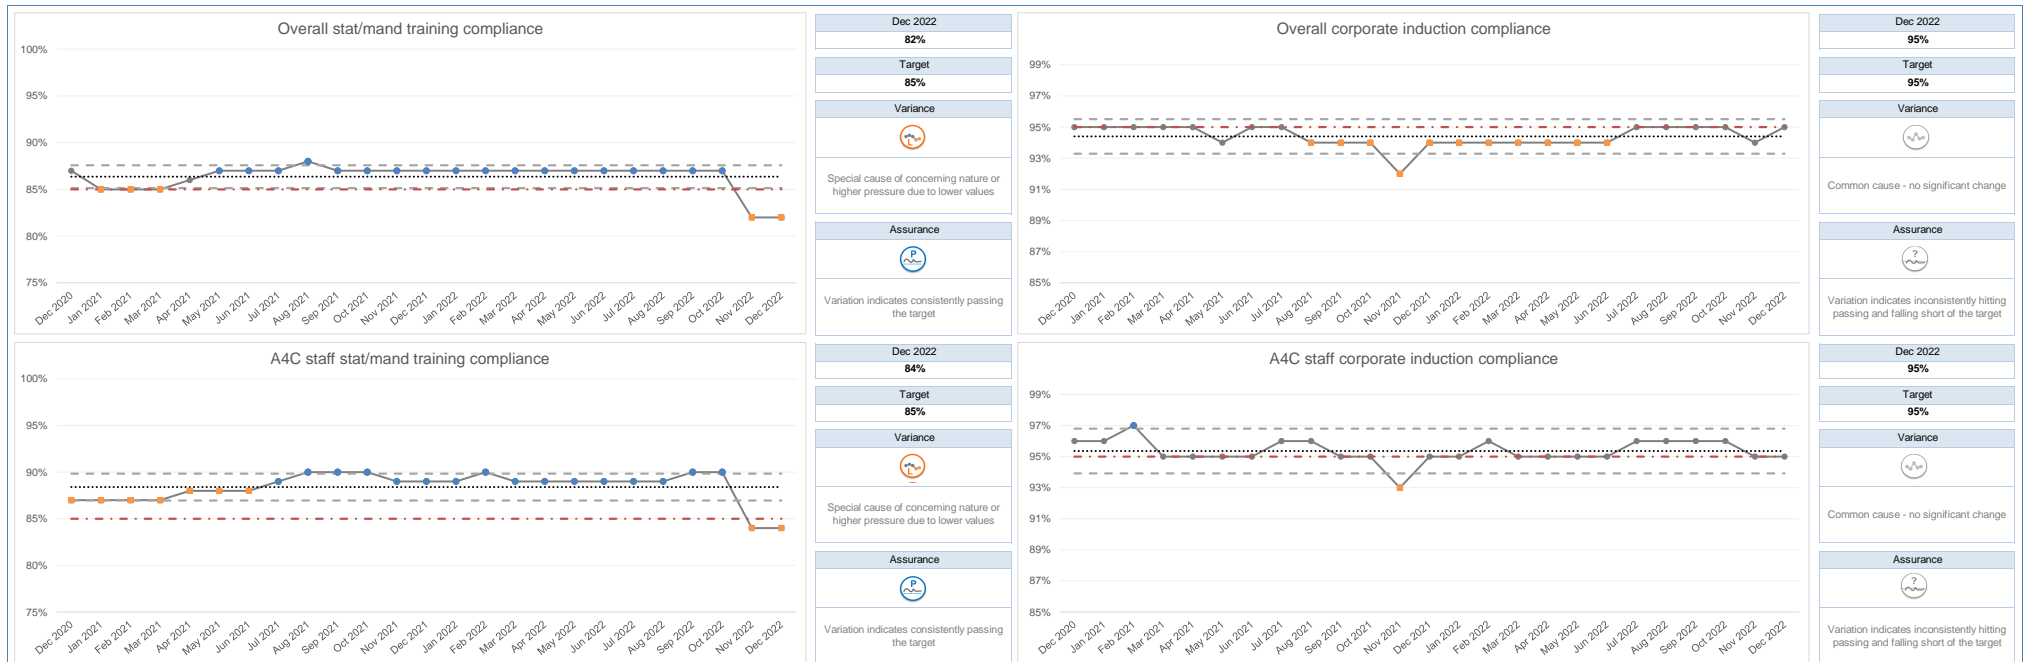 Overall stat/mand training compliance
100%
95%
90%
85%
80%
75%
Dec 2020
Jan 2021
Feb 2021
Mar 2021
Apr 2021
May 2021
Jun 2021
Jul 2021
Aug 2021
Sep 2021
Oct 2021
Nov 2021
Dec 2021
Jan 2022
Feb 2022
Mar 2022
Apr 2022
May 2022
Jun 2022
Jul 2022
Aug 2022
Sep 2022
Oct 2022
Nov 2022
Dec 2022
Dec 2022
82%
Target
85%
Variance
L
Special cause of concerning nature or
higher pressure due to lower values
Assurance
P
Variation indicates consistently passing
the target
Overall corporate induction compliance
99%
97%
95%
93%
91%
89%
87%
85%
Dec 2020
Jan 2021
Feb 2021
Mar 2021
Apr 2021
May 2021
Jun 2021
Jul 2021
Aug 2021
Sep 2021
Oct 2021
Nov 2021
Dec 2021
Jan 2022
Feb 2022
Mar 2022
Apr 2022
May 2022
Jun 2022
Jul 2022
Aug 2022
Sep 2022
Oct 2022
Nov 2022
Dec 2022
Dec 2022
95%
Target
95%
Variance
Common cause - no significant change
Assurance
?
Variation indicates inconsistently hitting
passing and falling short of the target
A4C staff stat/mand training compliance
100%
95%
90%
85%
80%
75%
Dec 2020
Jan 2021
Feb 2021
Mar 2021
Apr 2021
May 2021
Jun 2021
Jul 2021
Aug 2021
Sep 2021
Oct 2021
Nov 2021
Dec 2021
Jan 2022
Feb 2022
Mar 2022
Apr 2022
May 2022
Jun 2022
Jul 2022
Aug 2022
Sep 2022
Oct 2022
Nov 2022
Dec 2022
Dec 2022
84%
Target
85%
Variance
L
Special cause of concerning nature or
higher pressure due to lower values
Assurance
P
Variation indicates consistently passing
the target
A4C staff corporate induction compliance
99%
97%
95%
93%
91%
89%
87%
85%
Dec 2020
Jan 2021
Feb 2021
Mar 2021
Apr 2021
May 2021
Jun 2021
Jul 2021
Aug 2021
Sep 2021
Oct 2021
Nov 2021
Dec 2021
Jan 2022
Feb 2022
Mar 2022
Apr 2022
May 2022
Jun 2022
Jul 2022
Aug 2022
Sep 2022
Oct 2022
Nov 2022
Dec 2022
Dec 2022
95%
Target
95%
Variance
Common cause - no significant change
Assurance
?
Variation indicates inconsistently hitting
passing and falling short of the target